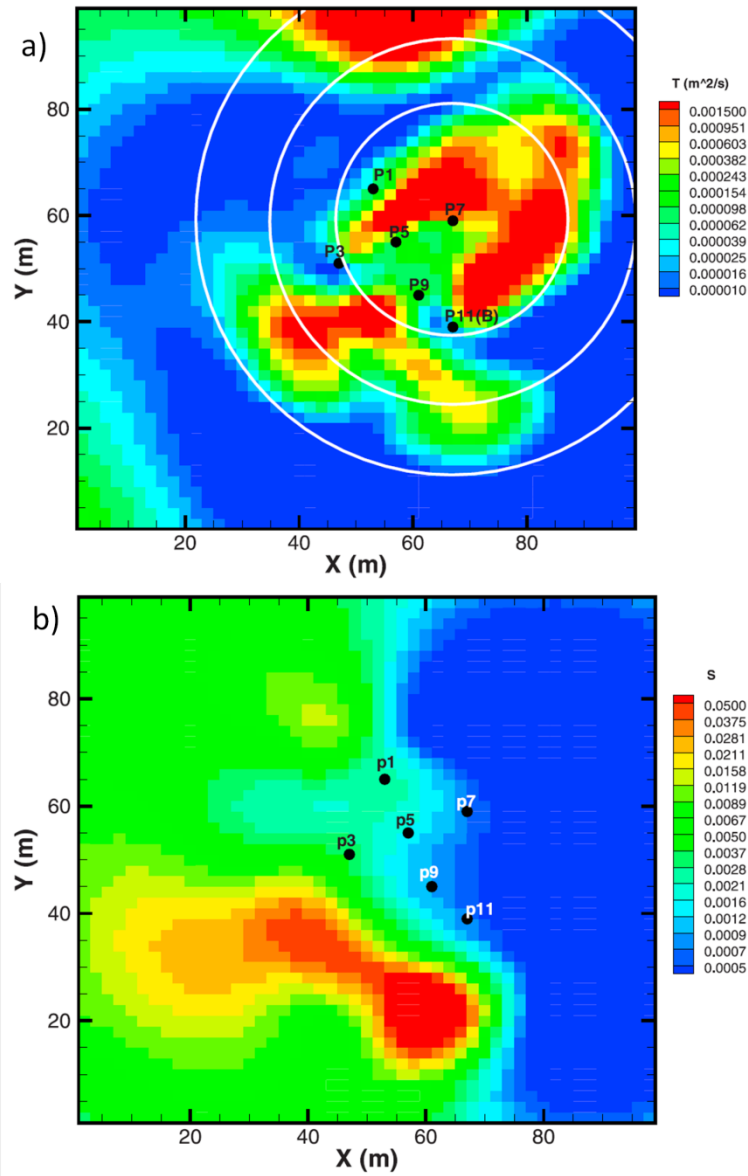 a)
T (m^2/s)
0.001500
0.000951
0.000603
0.000382
0.000243
0.000154
0.000098
0.000062
0.000039
0.000025
0.000016
0.000010
80
60
40
20
Y (m)
P1
P7
P5
P3
P9
P11(B)
20
40
60
80
X (m)
b)
S
0.0500
0.0375
0.0281
0.0211
0.0158
0.0119
0.0089
0.0067
0.0050
0.0037
0.0028
0.0021
0.0016
0.0012
0.0009
0.0007
0.0005
80
60
40
20
Y (m)
p1
p7
p5
p3
p9
p11
20
40
60
80
X (m)